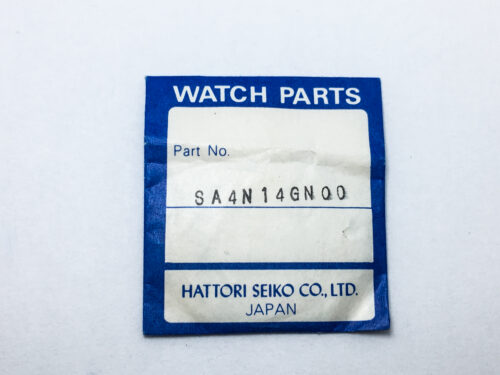 WATCH PARTS
Part No.
SA4N14GN00
HATTORI SEIKO CO., LTD.
JAPAN